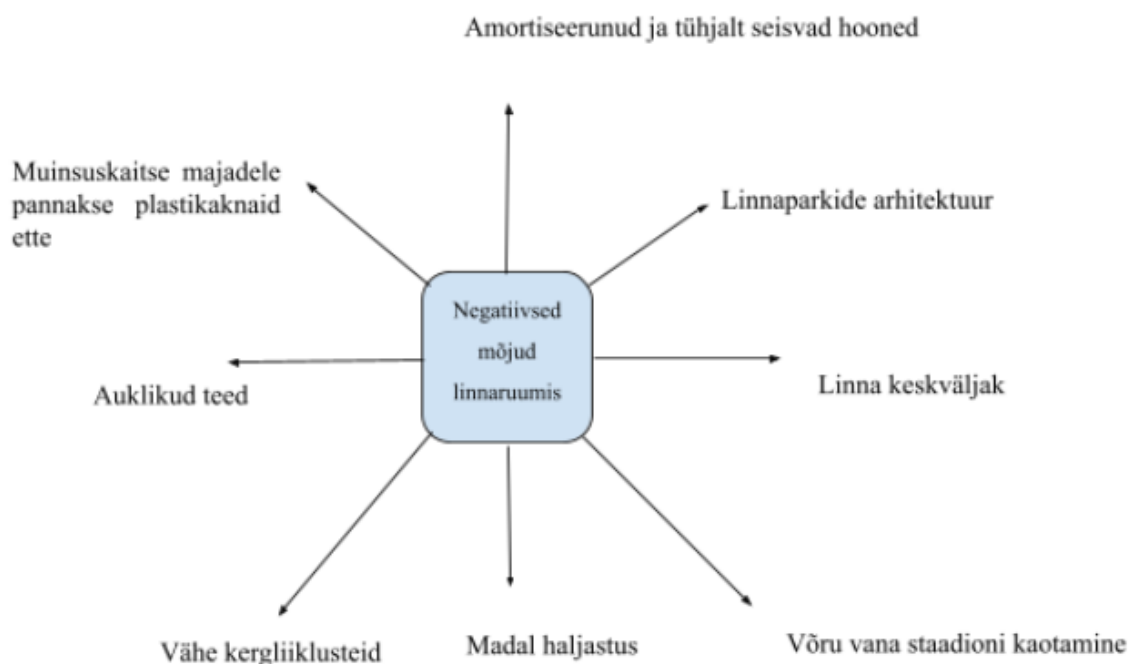 Amortiseerunud ja tühjalt seisvad hooned
Muinsuskaitse majadele
pannakse plastikaknaid
ette
Linnaparkide arhitektuur
Negatiivsed
mõjud
linnaruumis
Auklikud teed
Linna keskväljak
Vähe kergliiklusteid
Madal haljastus
Võru vana staadioni kaotamine